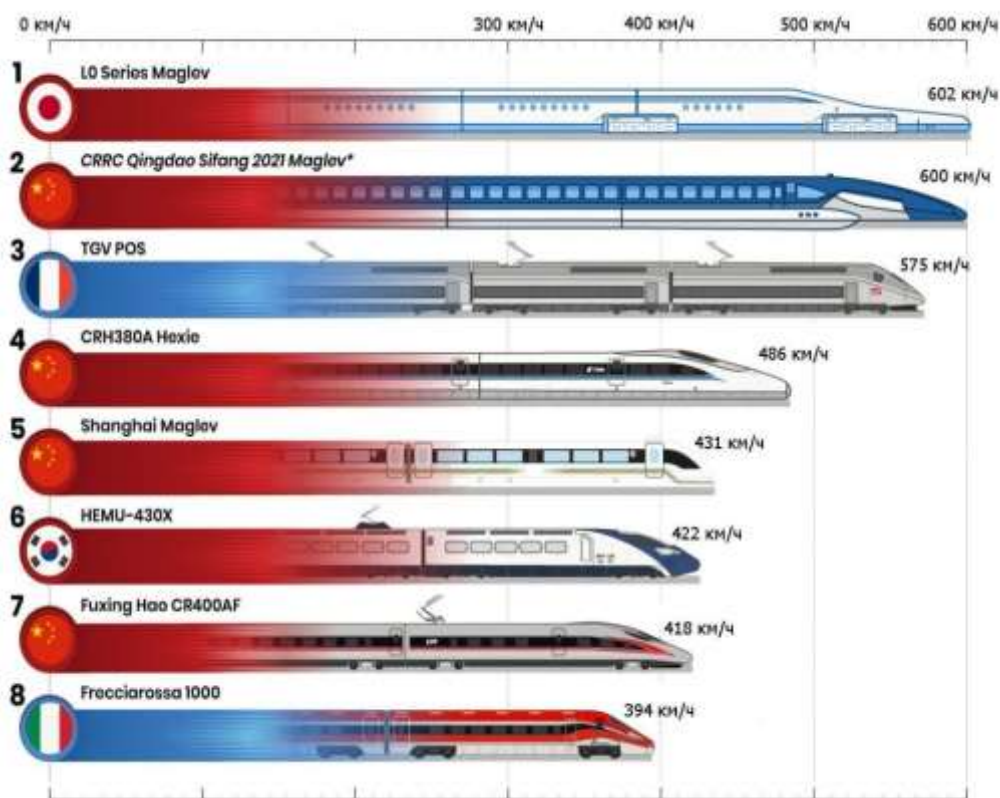 0 км/ч 300 км/ч 400 км/ч 500 км/ч 600 км/ч
1 L0 Series Maglev
602 км/ч
2 CRRC Qingdao Sifang 2021 Maglev*
600 км/ч
3 TGV POS
575 км/ч
4 CRH380A Hexie
486 км/ч
5 Shanghai Maglev
431 км/ч
6 HEMU-430X
422 км/ч
7 Fuxing Hao CR400AF
418 км/ч
8 Frecciarossa 1000
394 км/ч